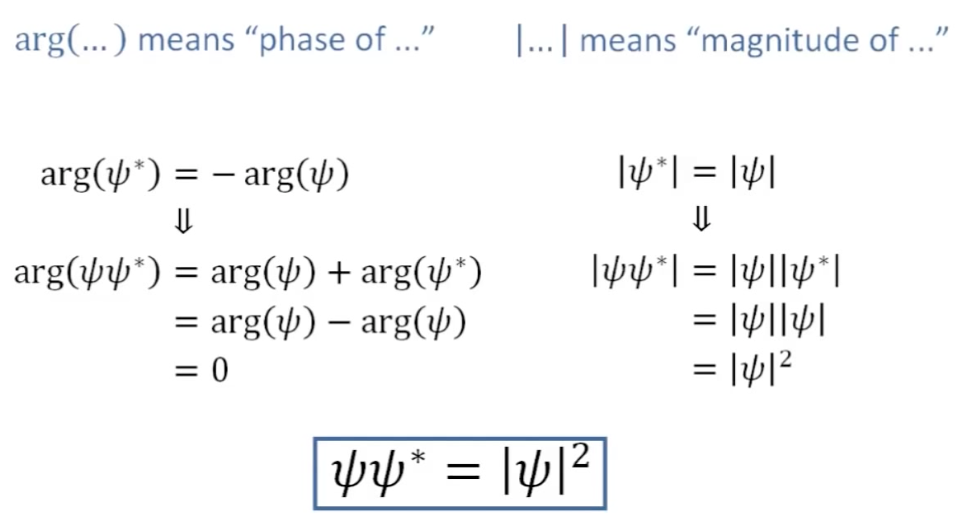 arg(...) means “phase of ...”
|...| means “magnitude of ...”
arg(ψ*) = − arg(ψ)
⇓
arg(ψψ*) = arg(ψ) + arg(ψ*)
= arg(ψ) − arg(ψ)
= 0
|ψ*| = |ψ|
⇓
|ψψ*| = |ψ||ψ*|
= |ψ||ψ|
= |ψ|²
ψψ* = |ψ|²